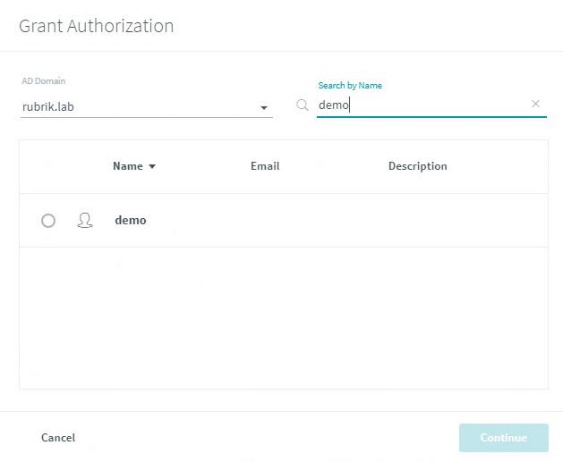 Grant Authorization
AD Domain
rubrik.lab
Search by Name
demo
Name Email Description
demo
Cancel Continue